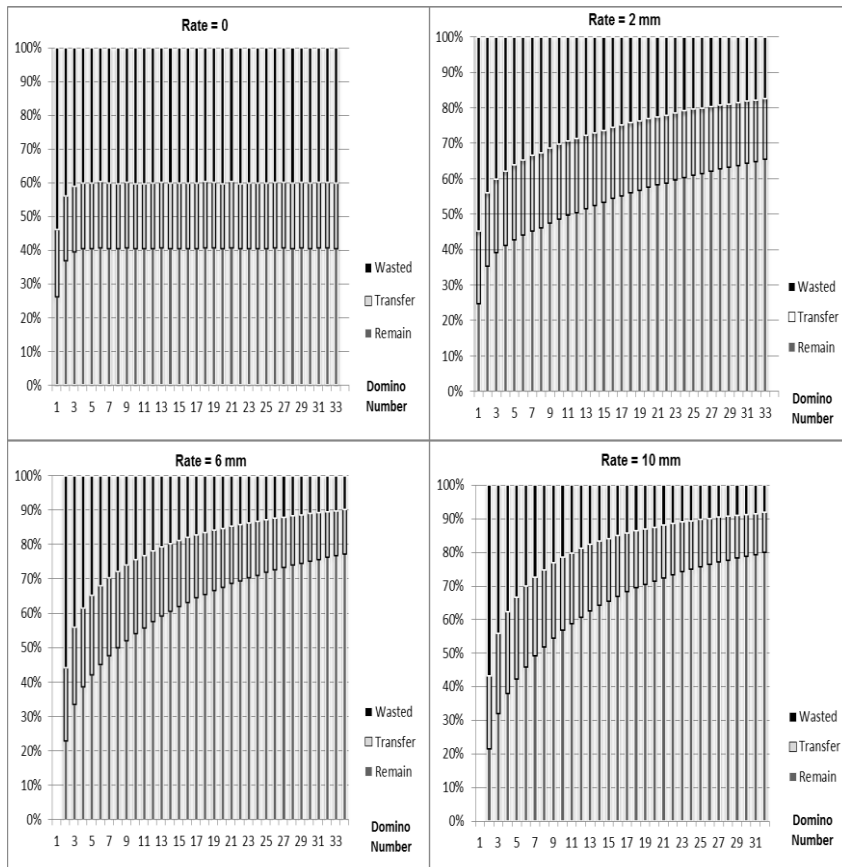 Rate = 0
100%
90%
80%
70%
60%
50%
40%
30%
20%
10%
0%
Wasted
Transfer
Remain
1 3 5 7 9 11 13 15 17 19 21 23 25 27 29 31 33
Domino
Number
Rate = 2 mm
100%
90%
80%
70%
60%
50%
40%
30%
20%
10%
0%
Wasted
Transfer
Remain
1 3 5 7 9 11 13 15 17 19 21 23 25 27 29 31 33
Domino
Number
Rate = 6 mm
100%
90%
80%
70%
60%
50%
40%
30%
20%
10%
0%
Wasted
Transfer
Remain
1 3 5 7 9 11 13 15 17 19 21 23 25 27 29 31 33
Domino
Number
Rate = 10 mm
100%
90%
80%
70%
60%
50%
40%
30%
20%
10%
0%
Wasted
Transfer
Remain
1 3 5 7 9 11 13 15 17 19 21 23 25 27 29 31
Domino
Number